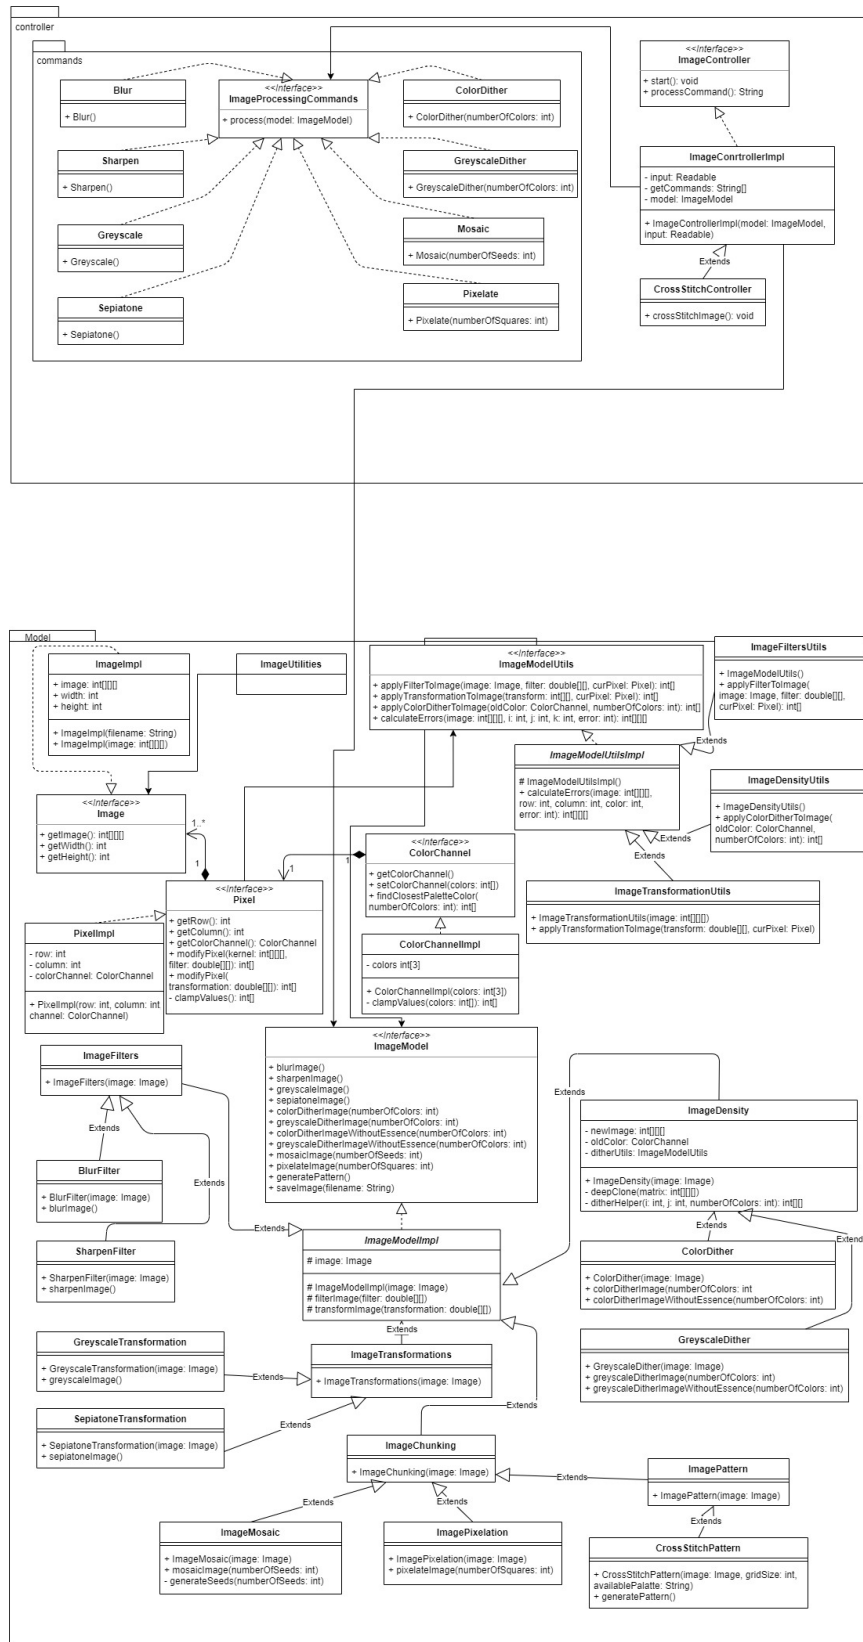 controller
commands
Blur
+ Blur()
<<Interface>>
ImageProcessingCommands
+ process(model: ImageModel)
ColorDither
+ ColorDither(numberOfColors: int)
Sharpen
+ Sharpen()
GreyscaleDither
+ GreyscaleDither(numberOfColors: int)
Greyscale
+ Greyscale()
Mosaic
+ Mosaic(numberOfSeeds: int)
Sepiatone
+ Sepiatone()
Pixelate
+ Pixelate(numberOfSquares: int)
<<Interface>>
ImageController
+ start(): void
+ processCommand(): String
ImageConrtrollerImpl
- input: Readable
- getCommands: String[]
- model: ImageModel
+ ImageControllerImpl(model: ImageModel,
input: Readable)
Extends
CrossStitchController
+ crossStitchImage(): void
Model
ImageImpl
+ image: int[][][]
+ width: int
+ height: int
+ ImageImpl(filename: String)
+ ImageImpl(image: int[][][])
ImageUtilities
<<Interface>>
ImageModelUtils
+ applyFilterToImage(image: Image, filter: double[][], curPixel: Pixel): int[]
+ applyTransformationToImage(transform: int[][], curPixel: Pixel): int[]
+ applyColorDitherToImage(oldColor: ColorChannel, numberOfColors: int): int[]
+ calculateErrors(image: int[][][], i: int, j: int, k: int, error: int): int[][][]
ImageFiltersUtils
+ ImageModelUtils()
+ applyFilterToImage(
image: Image, filter: double[][],
curPixel: Pixel): int[]
Extends
ImageModelUtilsImpl
# ImageModelUtilsImpl()
+ calculateErrors(image: int[][][],
row: int, column: int, color: int,
error: int): int[][][]
ImageDensityUtils
+ ImageDensityUtils()
+ applyColorDitherToImage(
oldColor: ColorChannel,
numberOfColors: int): int[]
Extends
Extends
ImageTransformationUtils
+ ImageTransformationUtils(image: int[][][])
+ applyTransformationToImage(transform: double[][], curPixel: Pixel)
<<Interface>>
Image
+ getImage(): int[][][]
+ getWidth(): int
+ getHeight(): int
1..*
1
1
1
<<Interface>>
ColorChannel
+ getColorChannel()
+ setColorChannel(colors: int[])
+ findClosestPaletteColor(
numberOfColors: int): int[]
<<Interface>>
Pixel
+ getRow(): int
+ getColumn(): int
+ getColorChannel(): ColorChannel
+ modifyPixel(kernel: int[][][],
filter: double[][]): int[]
+ modifyPixel(
transformation: double[][]): int[]
- clampValues(): int[]
PixelImpl
- row: int
- column: int
- colorChannel: ColorChannel
+ PixelImpl(row: int, column: int
channel: ColorChannel)
ColorChannelImpl
- colors int[3]
+ ColorChannelImpl(colors: int[3])
- clampValues(colors: int[]): int[]
<<Interface>>
ImageModel
+ blurImage()
+ sharpenImage()
+ greyscaleImage()
+ sepiatoneImage()
+ colorDitherImage(numberOfColors: int)
+ greyscaleDitherImage(numberOfColors: int)
+ colorDitherImageWithoutEssence(numberOfColors: int)
+ greyscaleDitherImageWithoutEssence(numberOfColors: int)
+ mosaicImage(numberOfSeeds: int)
+ pixelateImage(numberOfSquares: int)
+ generatePattern()
+ saveImage(filename: String)
ImageFilters
+ ImageFilters(image: Image)
Extends
Extends
BlurFilter
+ BlurFilter(image: Image)
+ blurImage()
SharpenFilter
+ SharpenFilter(image: Image)
+ sharpenImage()
Extends
Extends
ImageDensity
- newImage: int[][][]
- oldColor: ColorChannel
- ditherUtils: ImageModelUtils
+ ImageDensity(image: Image)
- deepClone(matrix: int[][][])
- ditherHelper(i: int, j: int, numberOfColors: int): int[][]
Extends
Extends
ColorDither
+ ColorDither(image: Image)
+ colorDitherImage(numberOfColors: int
+ colorDitherImageWithoutEssence(numberOfColors: int)
GreyscaleDither
+ GreyscaleDither(image: Image)
+ greyscaleDitherImage(numberOfColors: int)
+ greyscaleDitherImageWithoutEssence(numberOfColors: int)
ImageModelImpl
# image: Image
# ImageModelImpl(image: Image)
# filterImage(filter: double[][])
# transformImage(transformation: double[][])
Extends
ImageTransformations
+ ImageTransformations(image: Image)
GreyscaleTransformation
+ GreyscaleTransformation(image: Image)
+ greyscaleImage()
Extends
SepiatoneTransformation
+ SepiatoneTransformation(image: Image)
+ sepiatoneImage()
Extends
Extends
ImageChunking
+ ImageChunking(image: Image)
Extends
ImagePattern
+ ImagePattern(image: Image)
Extends
Extends
Extends
ImageMosaic
+ ImageMosaic(image: Image)
+ mosaicImage(numberOfSeeds: int)
- generateSeeds(numberOfSeeds: int)
ImagePixelation
+ ImagePixelation(image: Image)
+ pixelateImage(numberOfSquares: int)
CrossStitchPattern
+ CrossStitchPattern(image: Image, gridSize: int,
availablePalatte: String)
+ generatePattern()